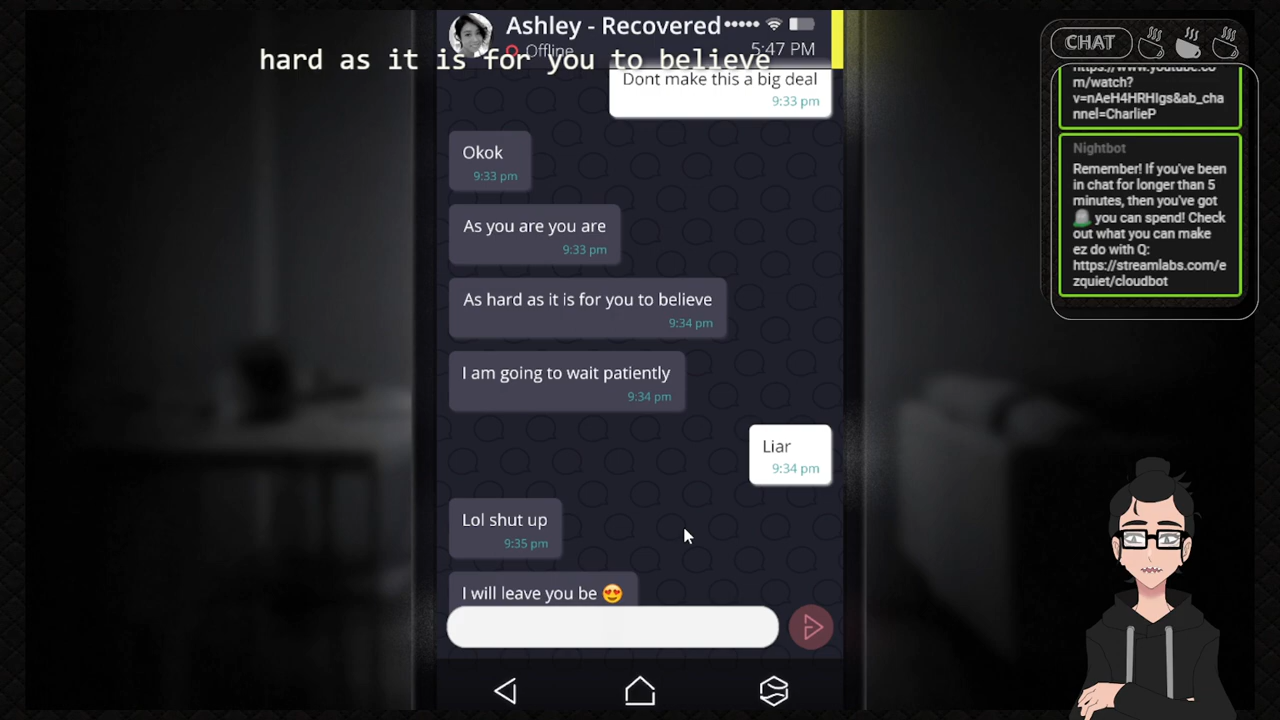 Ashley - Recovered
Offline
5:47 PM
hard as it is for you to believe
Dont make this a big deal
9:33 pm
Okok
9:33 pm
As you are you are
9:33 pm
As hard as it is for you to believe
9:34 pm
I am going to wait patiently
9:34 pm
Liar
9:34 pm
Lol shut up
9:35 pm
I will leave you be 😍
CHAT
https://www.youtube.co
m/watch?
v=nAeH4HRHIgs&ab_cha
nnel=CharlieP
Nightbot
Remember! If you've been
in chat for longer than 5
minutes, then you've got
🪦 you can spend! Check
out what you can make
ez do with Q:
https://streamlabs.com/e
zquiet/cloudbot